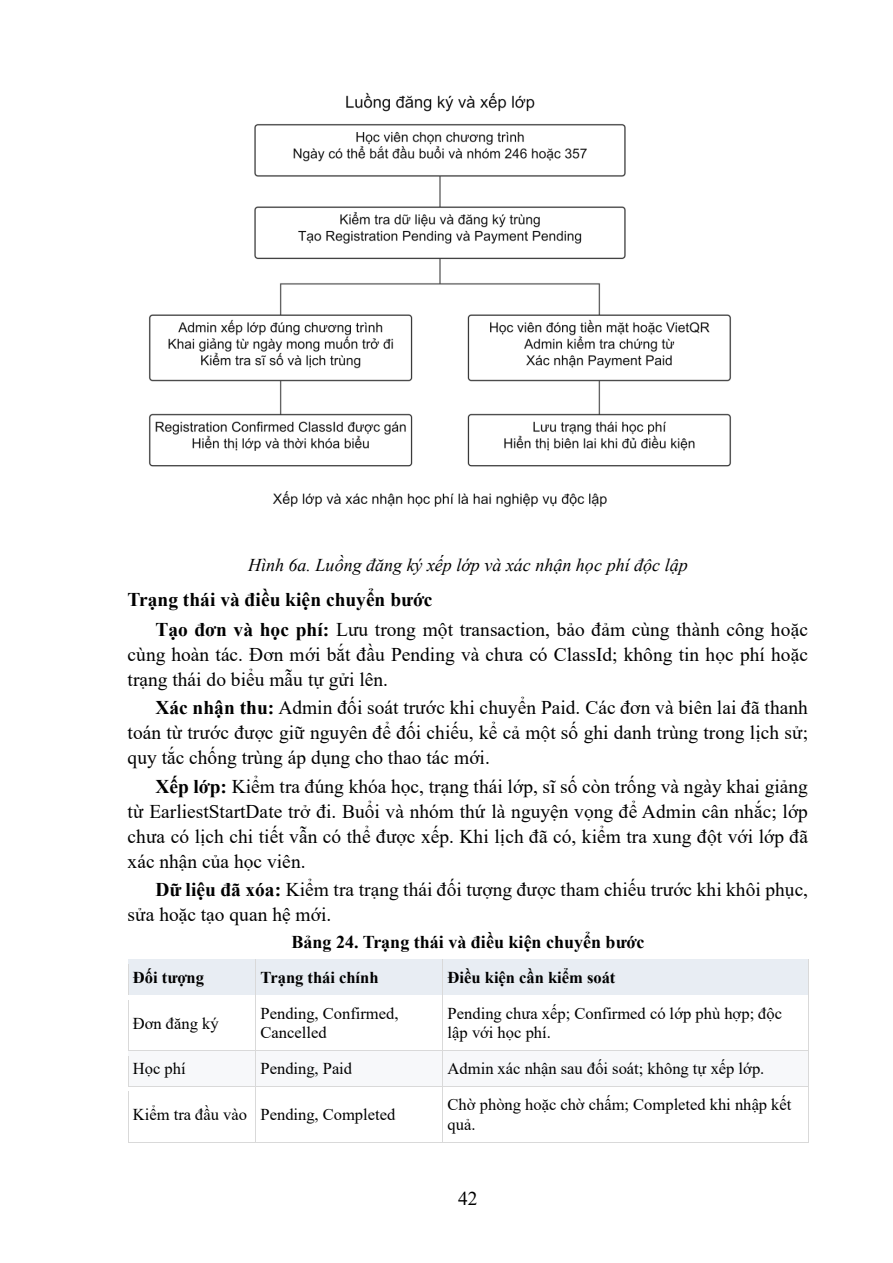 Luồng đăng ký và xếp lớp
Học viên chọn chương trình
Ngày có thể bắt đầu buổi và nhóm 246 hoặc 357
Kiểm tra dữ liệu và đăng ký trùng
Tạo Registration Pending và Payment Pending
Admin xếp lớp đúng chương trình
Khai giảng từ ngày mong muốn trở đi
Kiểm tra sĩ số và lịch trùng
Học viên đóng tiền mặt hoặc VietQR
Admin kiểm tra chứng từ
Xác nhận Payment Paid
Registration Confirmed ClassId được gán
Hiển thị lớp và thời khóa biểu
Lưu trạng thái học phí
Hiển thị biên lai khi đủ điều kiện
Xếp lớp và xác nhận học phí là hai nghiệp vụ độc lập
Hình 6a. Luồng đăng ký xếp lớp và xác nhận học phí độc lập
Trạng thái và điều kiện chuyển bước
Tạo đơn và học phí: Lưu trong một transaction, bảo đảm cùng thành công hoặc
cùng hoàn tác. Đơn mới bắt đầu Pending và chưa có ClassId; không tin học phí hoặc
trạng thái do biểu mẫu tự gửi lên.
Xác nhận thu: Admin đối soát trước khi chuyển Paid. Các đơn và biên lai đã thanh
toán từ trước được giữ nguyên để đối chiếu, kể cả một số ghi danh trùng trong lịch sử;
quy tắc chống trùng áp dụng cho thao tác mới.
Xếp lớp: Kiểm tra đúng khóa học, trạng thái lớp, sĩ số còn trống và ngày khai giảng
từ EarliestStartDate trở đi. Buổi và nhóm thứ là nguyện vọng để Admin cân nhắc; lớp
chưa có lịch chi tiết vẫn có thể được xếp. Khi lịch đã có, kiểm tra xung đột với lớp đã
xác nhận của học viên.
Dữ liệu đã xóa: Kiểm tra trạng thái đối tượng được tham chiếu trước khi khôi phục,
sửa hoặc tạo quan hệ mới.
Bảng 24. Trạng thái và điều kiện chuyển bước
Đối tượng Trạng thái chính Điều kiện cần kiểm soát
Đơn đăng ký Pending, Confirmed, Cancelled Pending chưa xếp; Confirmed có lớp phù hợp; độc lập với học phí.
Học phí Pending, Paid Admin xác nhận sau đối soát; không tự xếp lớp.
Kiểm tra đầu vào Pending, Completed Chờ phòng hoặc chờ chấm; Completed khi nhập kết quả.
42